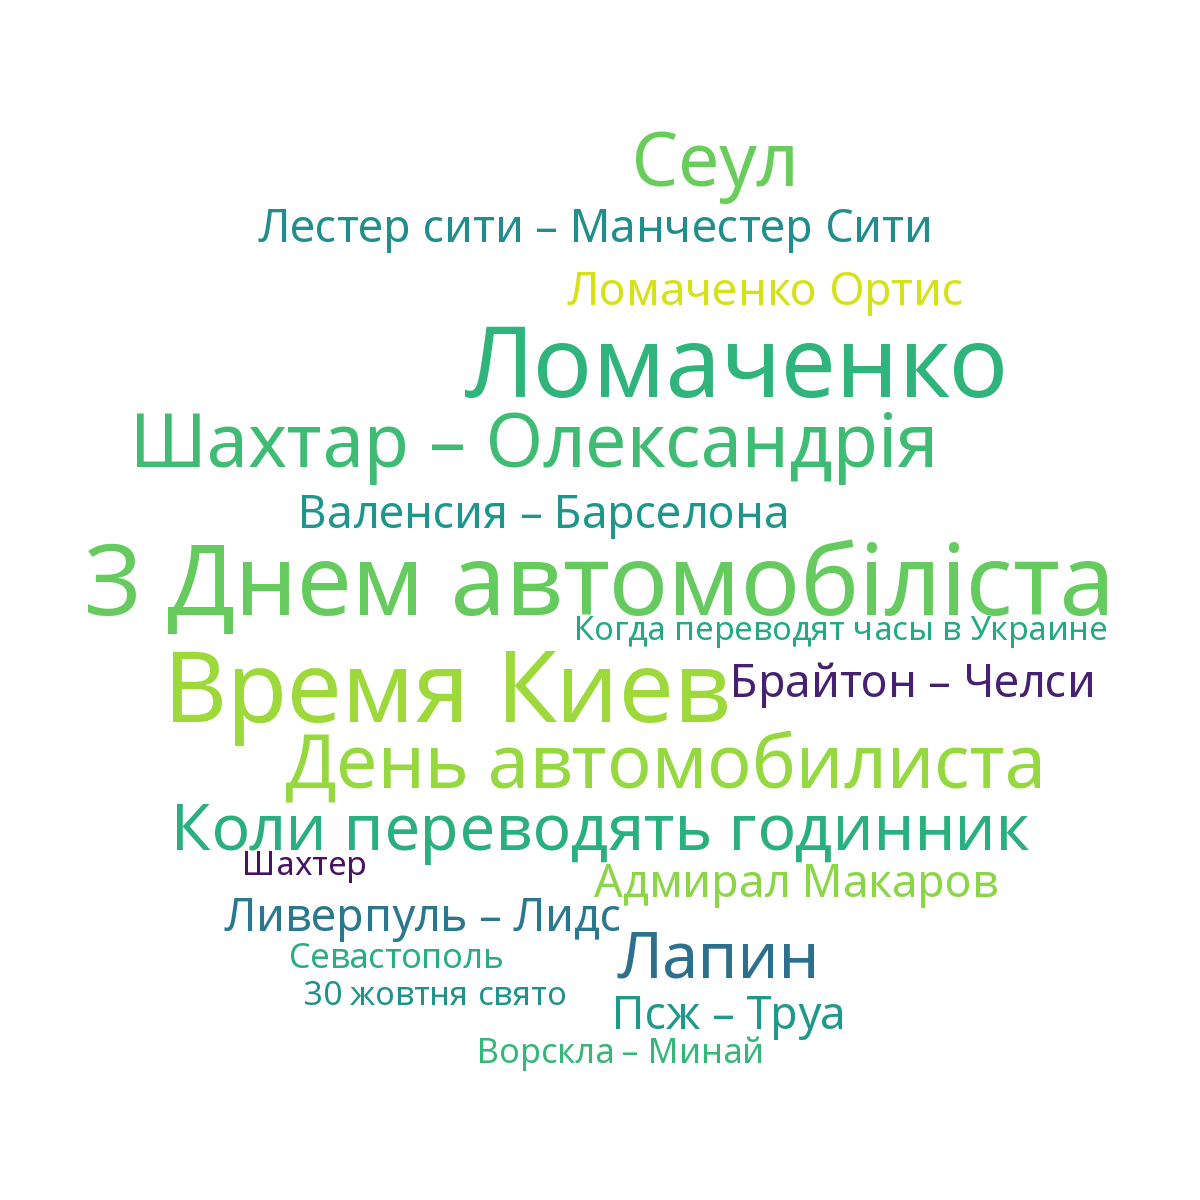 Сеул
Лестер сити – Манчестер Сити
Ломаченко Ортис
Ломаченко
Шахтар – Олександрія
Валенсия – Барселона
З Днем автомобіліста
Когда переводят часы в Украине
Время Киев
Брайтон – Челси
День автомобилиста
Коли переводять годинник
Шахтер
Адмирал Макаров
Ливерпуль – Лидс
Лапин
Севастополь
30 жовтня свято
Псж – Труа
Ворскла – Минай